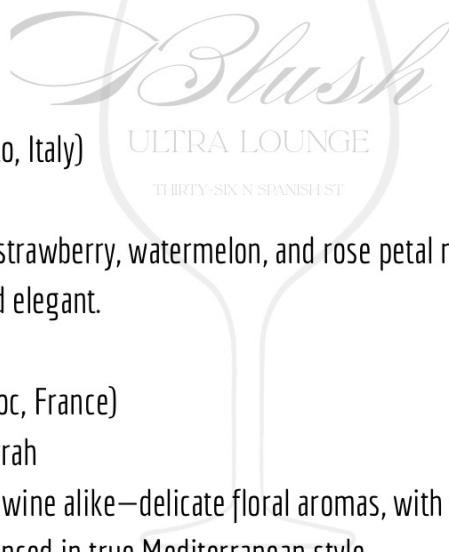 Blush
ULTRA LOUNGE
o, Italy)
THIRTY-SIX N SPANISH ST
strawberry, watermelon, and rose petal
d elegant.
oc, France)
rah
wine alike—delicate floral aromas, with
nced in true Mediterranean style